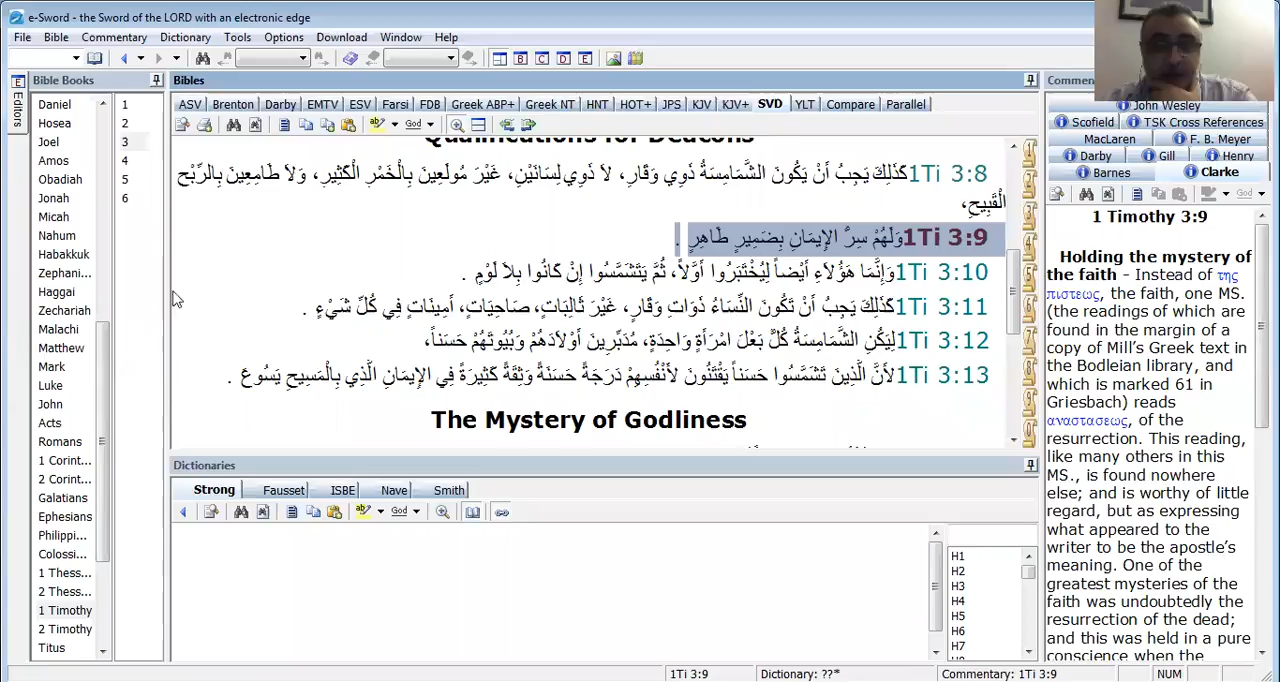 e-Sword - the Sword of the LORD with an electronic edge
File Bible Commentary Dictionary Tools Options Download Window Help
Editors
Bible Books
Daniel
Hosea
Joel
Amos
Obadiah
Jonah
Micah
Nahum
Habakkuk
Zephani...
Haggai
Zechariah
Malachi
Matthew
Mark
Luke
John
Acts
Romans
1 Corint...
2 Corint...
Galatians
Ephesians
Philippi...
Colossi...
1 Thess...
2 Thess...
1 Timothy
2 Timothy
Titus
1
2
3
4
5
6
Bibles
ASV Brenton Darby EMTV ESV Farsi FDB Greek ABP+ Greek NT HNT HOT+ JPS KJV KJV+ SVD YLT Compare Parallel
God
Qualifications for Deacons
1Ti 3:8 كَذَلِكَ يَجِبُ أَنْ يَكُونَ الشَّمَامِسَةُ ذَوِي وَقَارٍ، لاَ ذَوِي لِسَانَيْنِ، غَيْرَ مُولَعِينَ بِالْخَمْرِ الْكَثِيرِ، وَلاَ طَامِعِينَ بِالرِّبْحِ
الْقَبِيحِ،
1Ti 3:9 وَلَهُمْ سِرُّ الإِيمَانِ بِضَمِيرٍ طَاهِرٍ .
1Ti 3:10 وَإِنَّمَا هَؤُلاَءِ أَيْضاً لِيُخْتَبَرُوا أَوَّلاً، ثُمَّ يَتَشَمَّسُوا إِنْ كَانُوا بِلاَ لَوْمٍ .
1Ti 3:11 كَذَلِكَ يَجِبُ أَنْ تَكُونَ النِّسَاءُ ذَوَاتِ وَقَارٍ، غَيْرَ ثَالِبَاتٍ، صَاحِيَاتٍ، أَمِينَاتٍ فِي كُلِّ شَيْءٍ .
1Ti 3:12 لِيَكُنِ الشَّمَامِسَةُ كُلٌّ بَعْلَ امْرَأَةٍ وَاحِدَةٍ، مُدَبِّرِينَ أَوْلاَدَهُمْ وَبُيُوتَهُمْ حَسَناً،
1Ti 3:13 لأَنَّ الَّذِينَ تَشَمَّسُوا حَسَناً يَقْتَنُونَ لأَنْفُسِهِمْ دَرَجَةً حَسَنَةً وَثِقَةً كَثِيرَةً فِي الإِيمَانِ الَّذِي بِالْمَسِيحِ يَسُوعَ .
The Mystery of Godliness
Dictionaries
Strong Fausset ISBE Nave Smith
God
H1
H2
H3
H4
H5
H6
H7
John Wesley
Scofield TSK Cross References
MacLaren F. B. Meyer
Darby Gill Henry
Barnes Clarke
God
1 Timothy 3:9
Holding the mystery of
the faith - Instead of της
πιστεως, the faith, one MS.
(the readings of which are
found in the margin of a
copy of Mill's Greek text in
the Bodleian library, and
which is marked 61 in
Griesbach) reads
αναστασεως, of the
resurrection. This reading,
like many others in this
MS., is found nowhere
else; and is worthy of little
regard, but as expressing
what appeared to the
writer to be the apostle's
meaning. One of the
greatest mysteries of the
faith was undoubtedly the
resurrection of the dead;
and this was held in a pure
conscience when the
1Ti 3:9 Dictionary: ??* Commentary: 1Ti 3:9 NUM